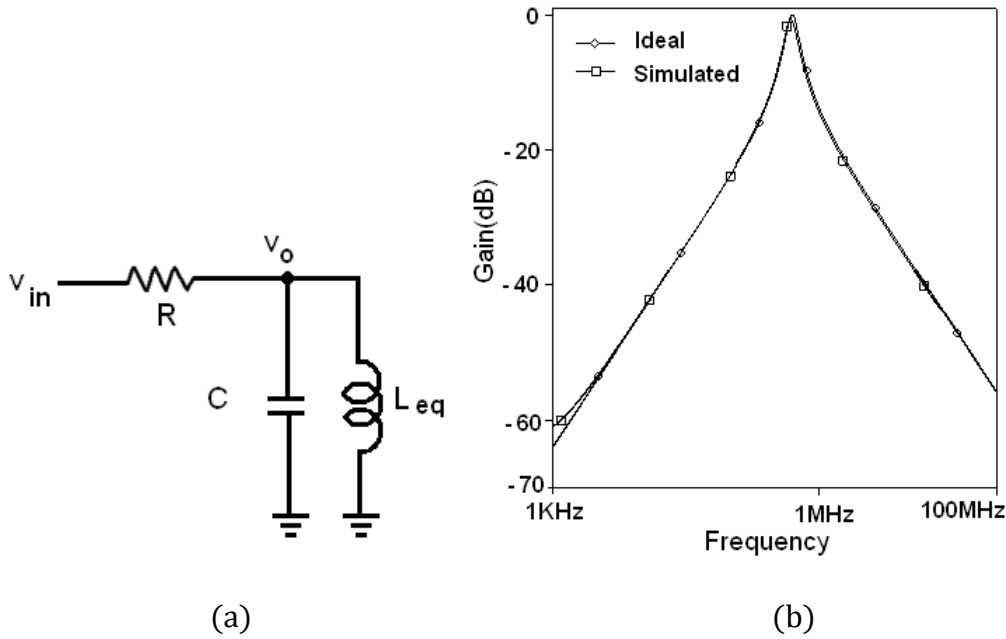 v in
R
v o
C
L eq
(a)
Gain(dB)
0
-20
-40
-60
-70
Ideal
Simulated
1KHz
1MHz
100MHz
Frequency
(b)